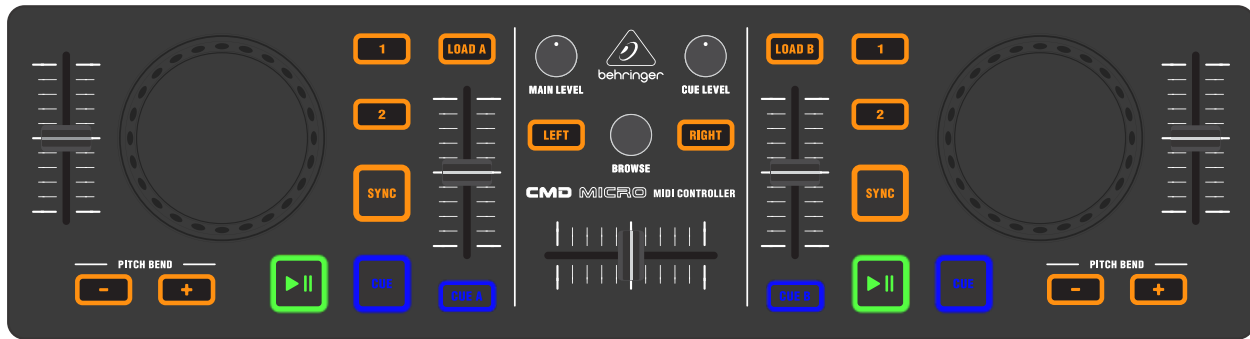 1
LOAD A
behringer
LOAD B
1
MAIN LEVEL
CUE LEVEL
2
2
LEFT
RIGHT
BROWSE
SYNC
CMD MICRO MIDI CONTROLLER
SYNC
PITCH BEND
PITCH BEND
-
+
CUE
CUE A
CUE B
CUE
-
+